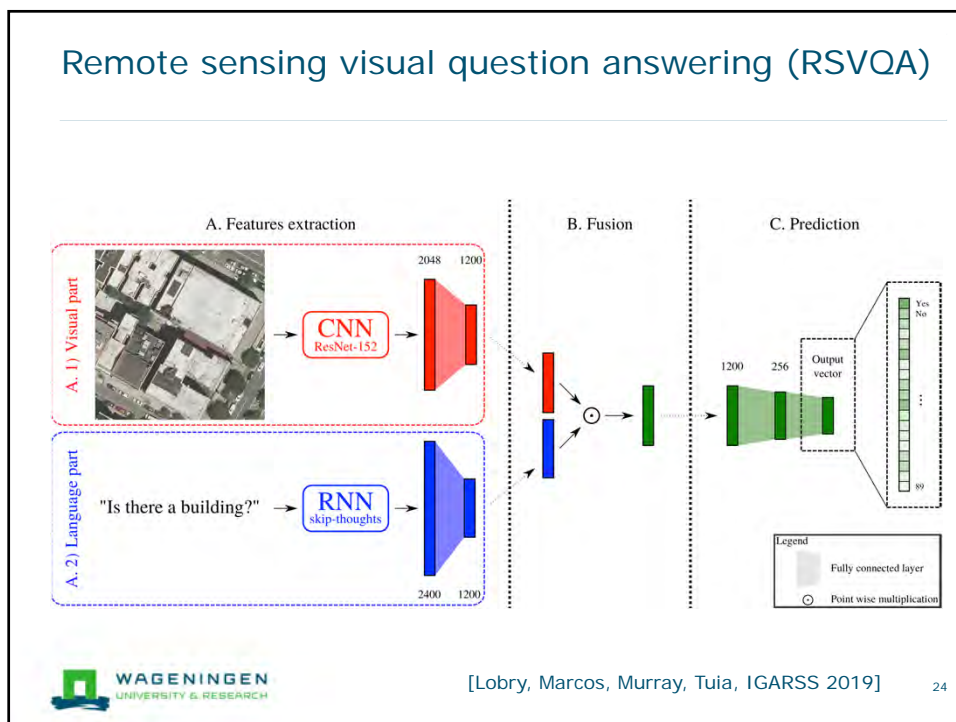 Remote sensing visual question answering (RSVQA)
A. Features extraction
B. Fusion
C. Prediction
A. 1) Visual part
CNN
ResNet-152
2048
1200
A. 2) Language part
"Is there a building?"
RNN
skip-thoughts
2400
1200
1200
256
Output
vector
Yes
No
...
89
Legend
Fully connected layer
Point wise multiplication
WAGENINGEN
UNIVERSITY & RESEARCH
[Lobry, Marcos, Murray, Tuia, IGARSS 2019]
24